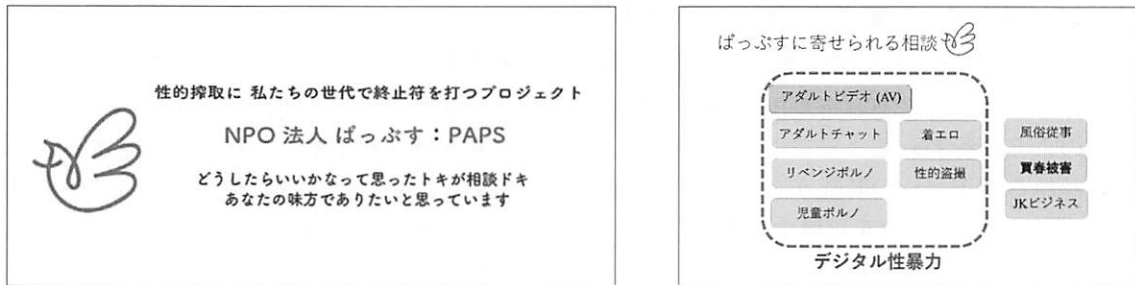 性的搾取に 私たちの世代で終止符を打つプロジェクト
NPO 法人 ぱっぷす：PAPS
どうしたらいいかなって思ったトキが相談ドキ
あなたの味方でありたいと思っています
ぱっぷすに寄せられる相談
アダルトビデオ (AV)
アダルトチャット
着エロ
風俗従事
リベンジポルノ
性的盗撮
買春被害
児童ポルノ
JKビジネス
デジタル性暴力